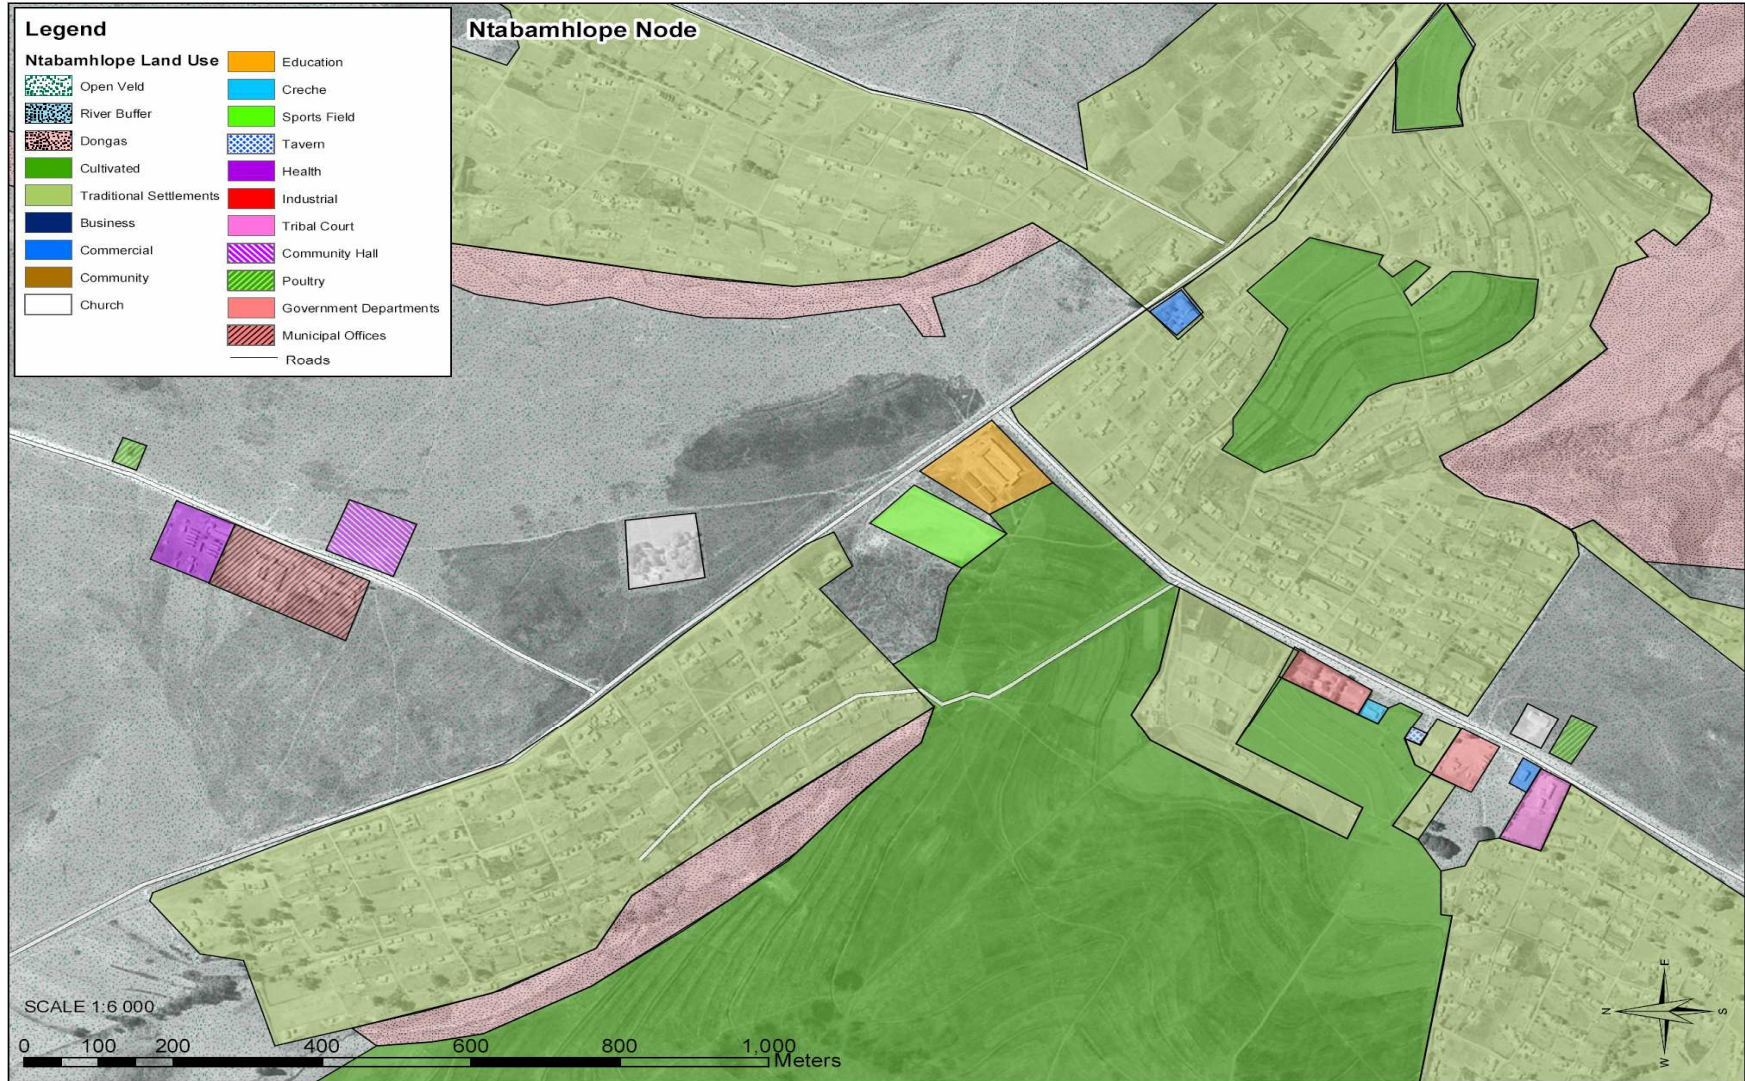 Legend
Ntabamhlope Node
Ntabamhlope Land Use
Open Veld
River Buffer
Dongas
Cultivated
Traditional Settlements
Business
Commercial
Community
Church
Education
Creche
Sports Field
Tavern
Health
Industrial
Tribal Court
Community Hall
Poultry
Government Departments
Municipal Offices
Roads
SCALE 1:6 000
0 100 200 400 600 800 1,000
Meters
E
N S
W